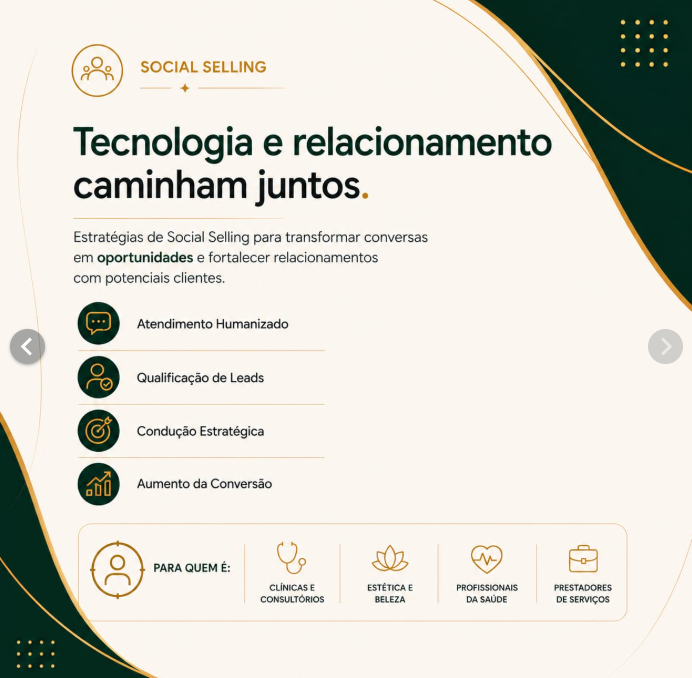 SOCIAL SELLING
Tecnologia e relacionamento
caminham juntos.
Estratégias de Social Selling para transformar conversas
em oportunidades e fortalecer relacionamentos
com potenciais clientes.
Atendimento Humanizado
Qualificação de Leads
Condução Estratégica
Aumento da Conversão
PARA QUEM É:
CLÍNICAS E
CONSULTÓRIOS
ESTÉTICA E
BELEZA
PROFISSIONAIS
DA SAÚDE
PRESTADORES
DE SERVIÇOS